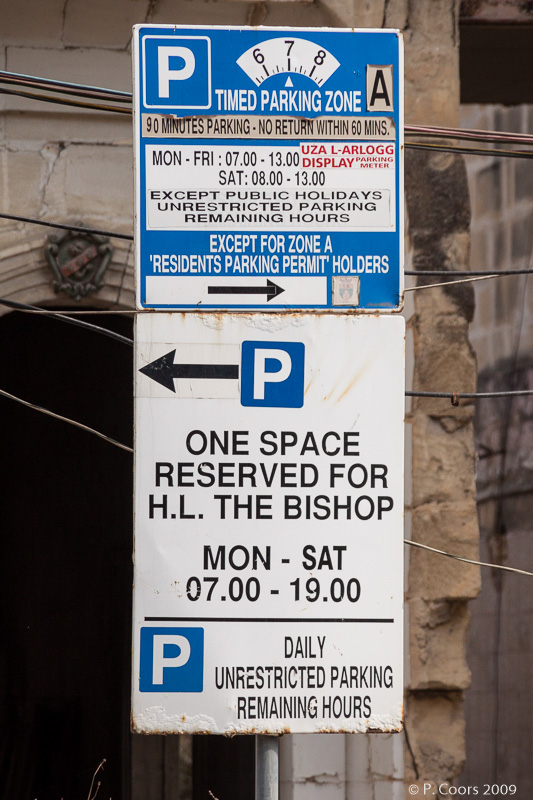 P
6 7 8
TIMED PARKING ZONE A
90 MINUTES PARKING - NO RETURN WITHIN 60 MINS.
MON - FRI : 07.00 - 13.00
SAT: 08.00 - 13.00
UZA L-ARLOGG
DISPLAY PARKING METER
EXCEPT PUBLIC HOLIDAYS
UNRESTRICTED PARKING
REMAINING HOURS
EXCEPT FOR ZONE A
'RESIDENTS PARKING PERMIT' HOLDERS
P
ONE SPACE
RESERVED FOR
H.L. THE BISHOP
MON - SAT
07.00 - 19.00
P
DAILY
UNRESTRICTED PARKING
REMAINING HOURS
© P. Coors 2009